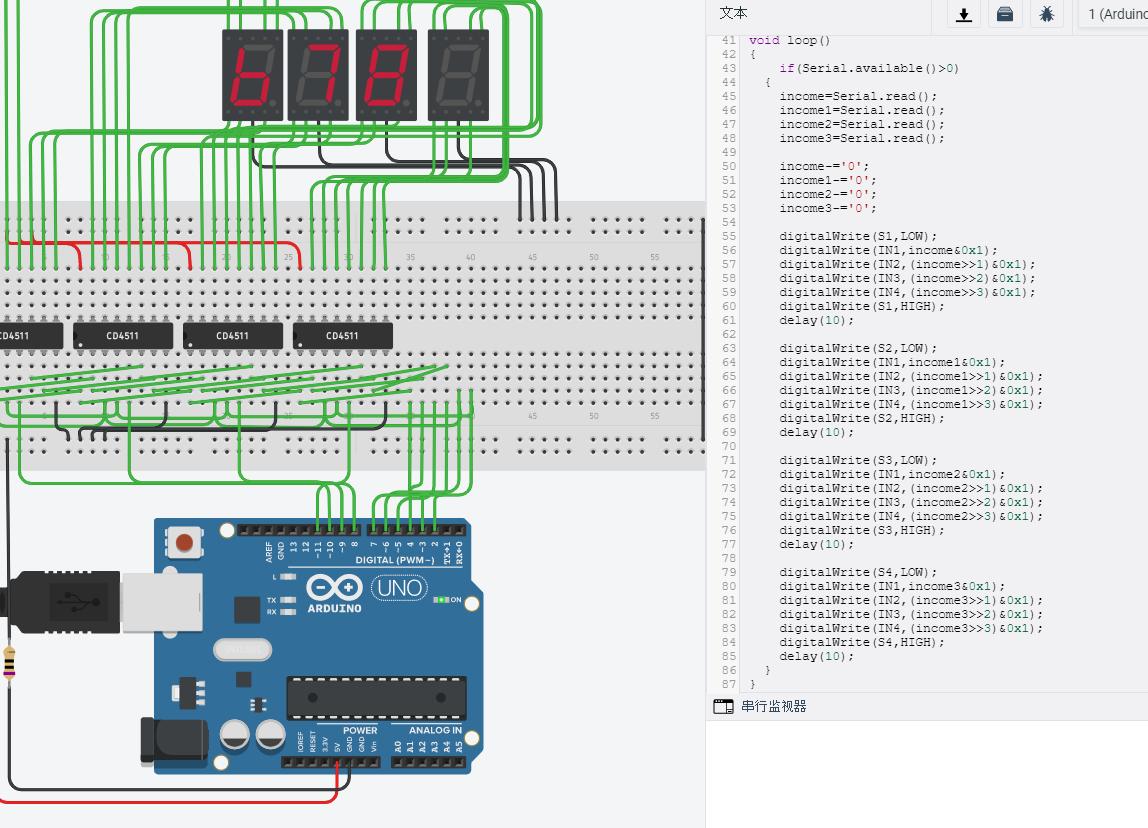 文本
1 (Arduino
41 void loop()
42 {
43 if(Serial.available()>0)
44 {
45 income=Serial.read();
46 income1=Serial.read();
47 income2=Serial.read();
48 income3=Serial.read();
49
50 income-='0';
51 income1-='0';
52 income2-='0';
53 income3-='0';
54
55 digitalWrite(S1,LOW);
56 digitalWrite(IN1,income&0x1);
57 digitalWrite(IN2,(income>>1)&0x1);
58 digitalWrite(IN3,(income>>2)&0x1);
59 digitalWrite(IN4,(income>>3)&0x1);
60 digitalWrite(S1,HIGH);
61 delay(10);
62
63 digitalWrite(S2,LOW);
64 digitalWrite(IN1,income1&0x1);
65 digitalWrite(IN2,(income1>>1)&0x1);
66 digitalWrite(IN3,(income1>>2)&0x1);
67 digitalWrite(IN4,(income1>>3)&0x1);
68 digitalWrite(S2,HIGH);
69 delay(10);
70
71 digitalWrite(S3,LOW);
72 digitalWrite(IN1,income2&0x1);
73 digitalWrite(IN2,(income2>>1)&0x1);
74 digitalWrite(IN3,(income2>>2)&0x1);
75 digitalWrite(IN4,(income2>>3)&0x1);
76 digitalWrite(S3,HIGH);
77 delay(10);
78
79 digitalWrite(S4,LOW);
80 digitalWrite(IN1,income3&0x1);
81 digitalWrite(IN2,(income3>>1)&0x1);
82 digitalWrite(IN3,(income3>>2)&0x1);
83 digitalWrite(IN4,(income3>>3)&0x1);
84 digitalWrite(S4,HIGH);
85 delay(10);
86 }
87 }
串行监视器
10 25 30 35 40 45 50 55
CD4511 CD4511 CD4511 CD4511
25 35 45 50 55
AREF GND 13 12 ~11 ~10 ~9 8 7 ~6 ~5 4 ~3 2 TX→1 RX←0
DIGITAL (PWM~)
L
TX
RX
ARDUINO
UNO
ON
POWER
ANALOG IN
IOREF RESET 3.3V 5V GND GND Vin A0 A1 A2 A3 A4 A5